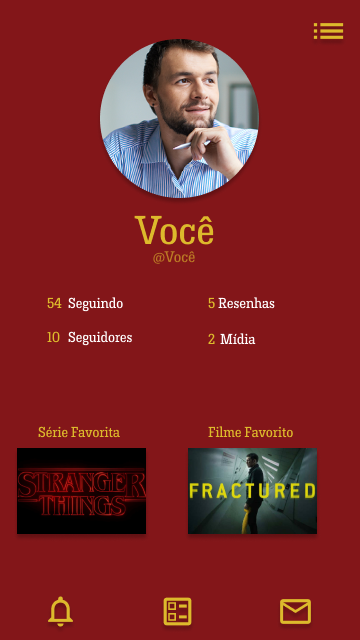 Você
@Você
54 Seguindo
5 Resenhas
10 Seguidores
2 Mídia
Série Favorita
Filme Favorito
STRANGER
THINGS
FRACTURED